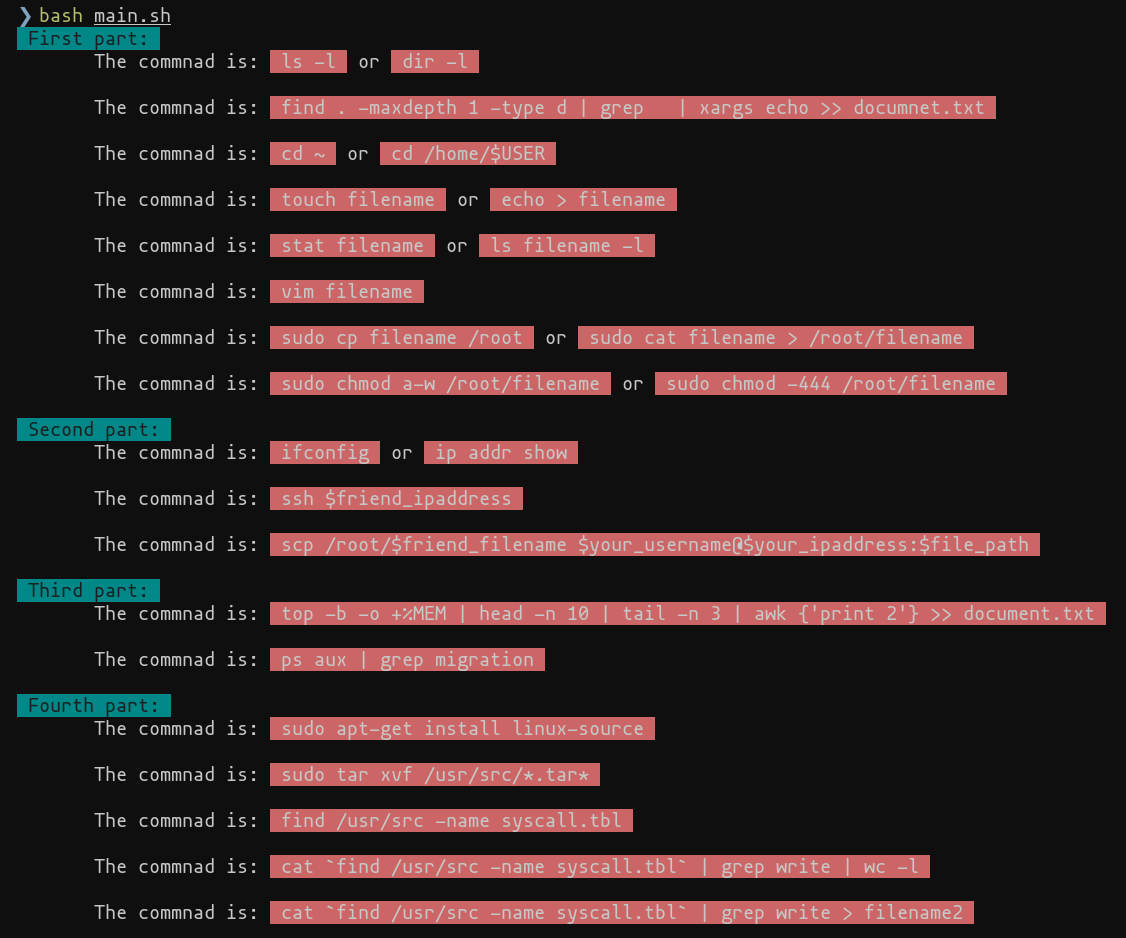 ❯ bash main.sh
First part:
The commnad is: ls -l or dir -l
The commnad is: find . -maxdepth 1 -type d | grep   | xargs echo >> documnet.txt
The commnad is: cd ~ or cd /home/$USER
The commnad is: touch filename or echo > filename
The commnad is: stat filename or ls filename -l
The commnad is: vim filename
The commnad is: sudo cp filename /root or sudo cat filename > /root/filename
The commnad is: sudo chmod a-w /root/filename or sudo chmod -444 /root/filename
Second part:
The commnad is: ifconfig or ip addr show
The commnad is: ssh $friend_ipaddress
The commnad is: scp /root/$friend_filename $your_username@$your_ipaddress:$file_path
Third part:
The commnad is: top -b -o +%MEM | head -n 10 | tail -n 3 | awk {'print 2'} >> document.txt
The commnad is: ps aux | grep migration
Fourth part:
The commnad is: sudo apt-get install linux-source
The commnad is: sudo tar xvf /usr/src/*.tar*
The commnad is: find /usr/src -name syscall.tbl
The commnad is: cat `find /usr/src -name syscall.tbl` | grep write | wc -l
The commnad is: cat `find /usr/src -name syscall.tbl` | grep write > filename2